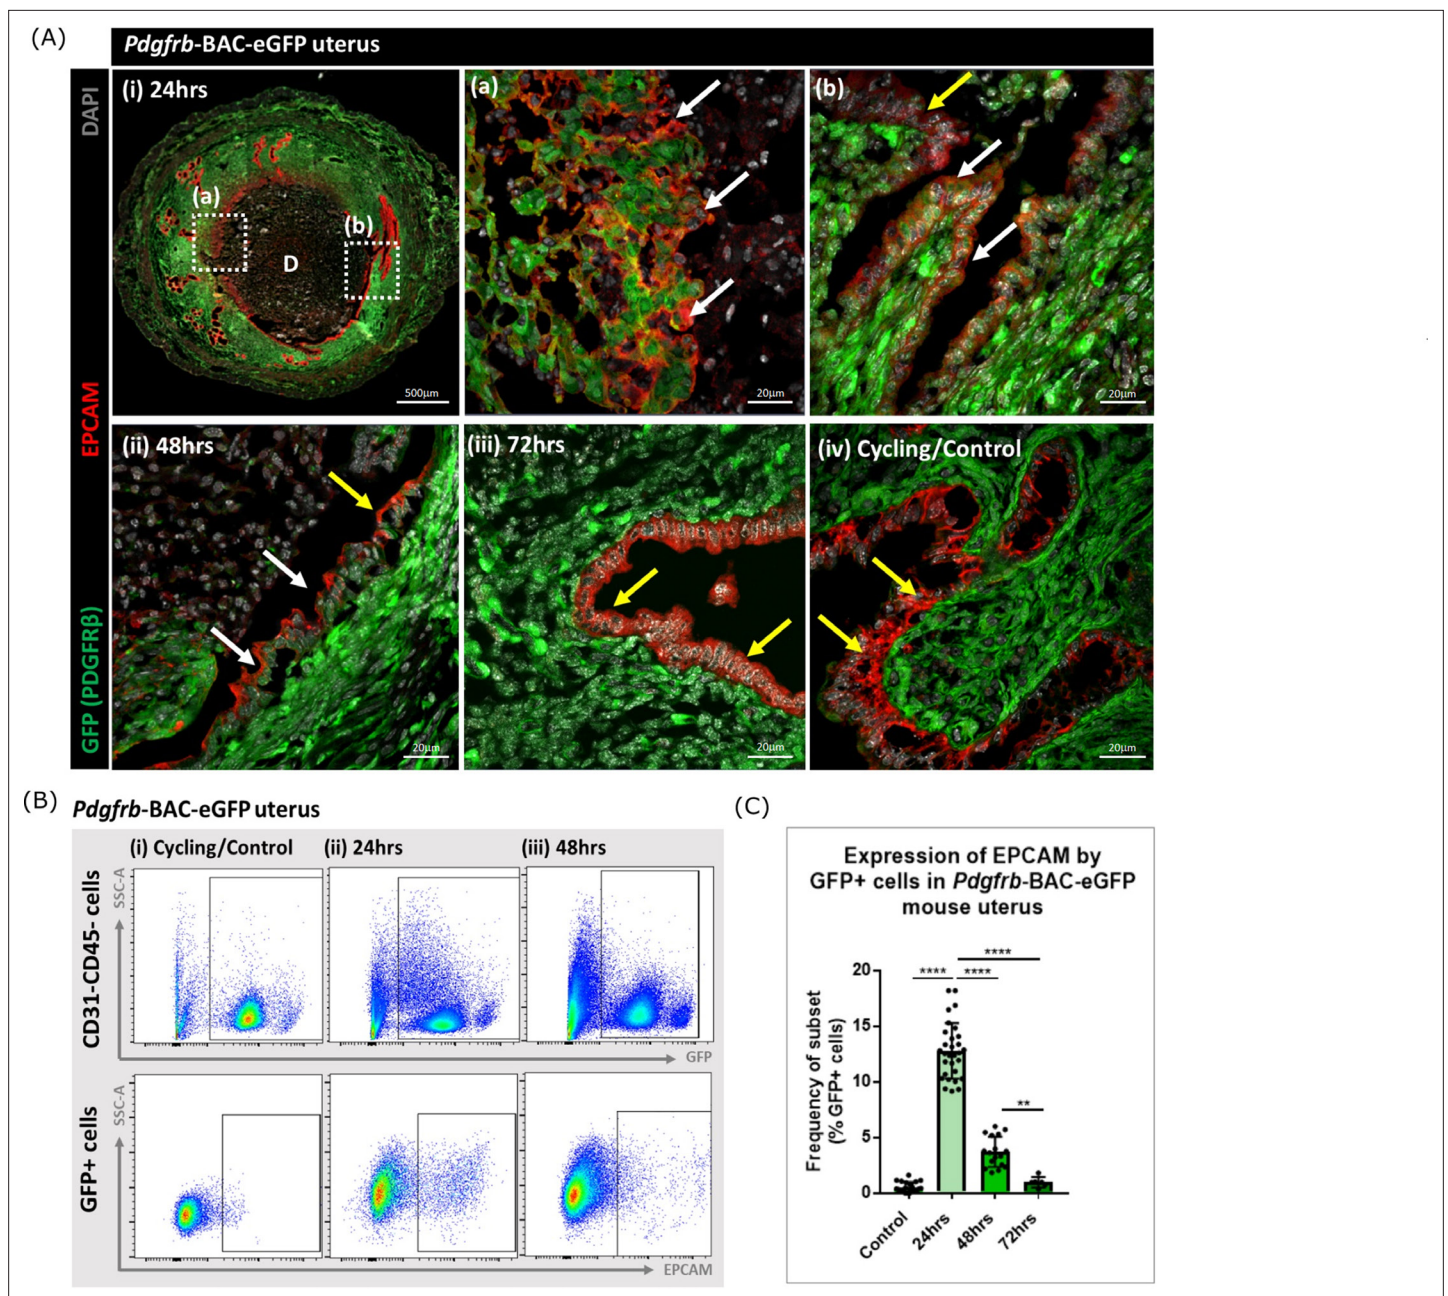 (A)
Pdgfrb-BAC-eGFP uterus
GFP (PDGFRβ) EPCAM DAPI
(i) 24hrs
(a)
(b)
D
500µm
(a)
20µm
(b)
20µm
(ii) 48hrs
20µm
(iii) 72hrs
20µm
(iv) Cycling/Control
20µm
(B)
Pdgfrb-BAC-eGFP uterus
(i) Cycling/Control
(ii) 24hrs
(iii) 48hrs
CD31-CD45- cells
SSC-A
GFP
GFP+ cells
SSC-A
EPCAM
(C)
Expression of EPCAM by
GFP+ cells in Pdgfrb-BAC-eGFP
mouse uterus
Frequency of subset
(% GFP+ cells)
20
15
10
5
0
****
****
****
**
Control
24hrs
48hrs
72hrs